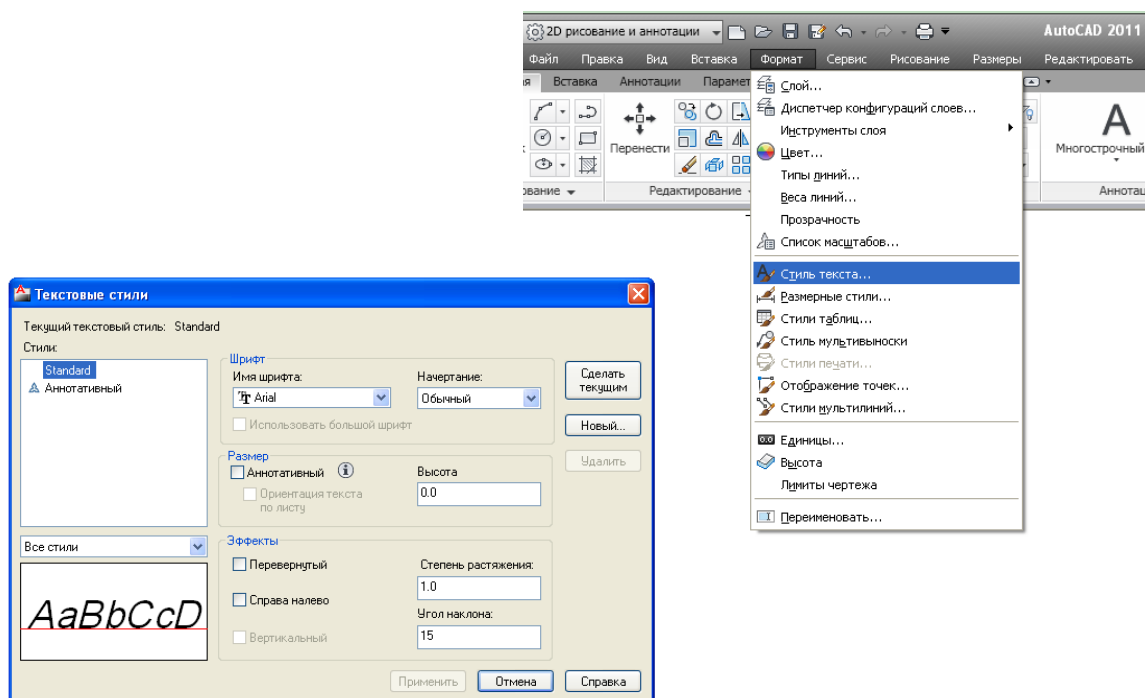 2D рисование и аннотации
AutoCAD 2011
Файл Правка Вид Вставка Формат Сервис Рисование Размеры Редактировать
Вставка Аннотации
Перенести
Многострочный
Редактирование
Слой...
Диспетчер конфигураций слоев...
Инструменты слоя
Цвет...
Типы линий...
Веса линий...
Прозрачность
Список масштабов...
Стиль текста...
Размерные стили...
Стили таблиц...
Стиль мультивыноски
Стили печати...
Отображение точек...
Стили мультилиний...
Единицы...
Высота
Лимиты чертежа
Переименовать...
Текстовые стили
Текущий текстовый стиль: Standard
Стили:
Standard
Аннотативный
Все стили
AaBbCcD
Шрифт
Имя шрифта: Начертание:
Arial Обычный
Использовать большой шрифт
Размер
Аннотативный Высота
Ориентация текста
по листу
0.0
Эффекты
Перевернутый
Справа налево
Вертикальный
Степень растяжения:
1.0
Угол наклона:
15
Сделать
текущим
Новый...
Удалить
Применить Отмена Справка